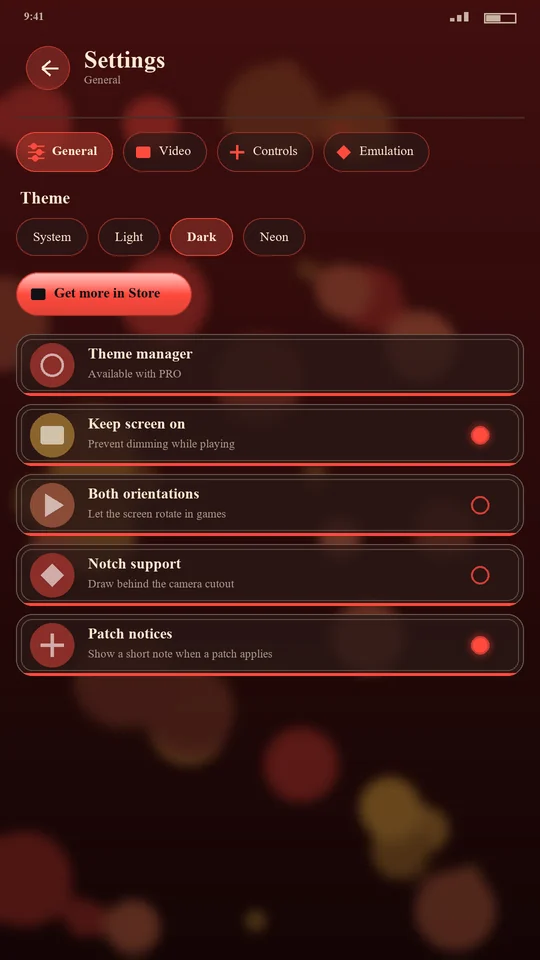 9:41
Settings
General
General
Video
Controls
Emulation
Theme
System
Light
Dark
Neon
Get more in Store
Theme manager
Available with PRO
Keep screen on
Prevent dimming while playing
Both orientations
Let the screen rotate in games
Notch support
Draw behind the camera cutout
Patch notices
Show a short note when a patch applies